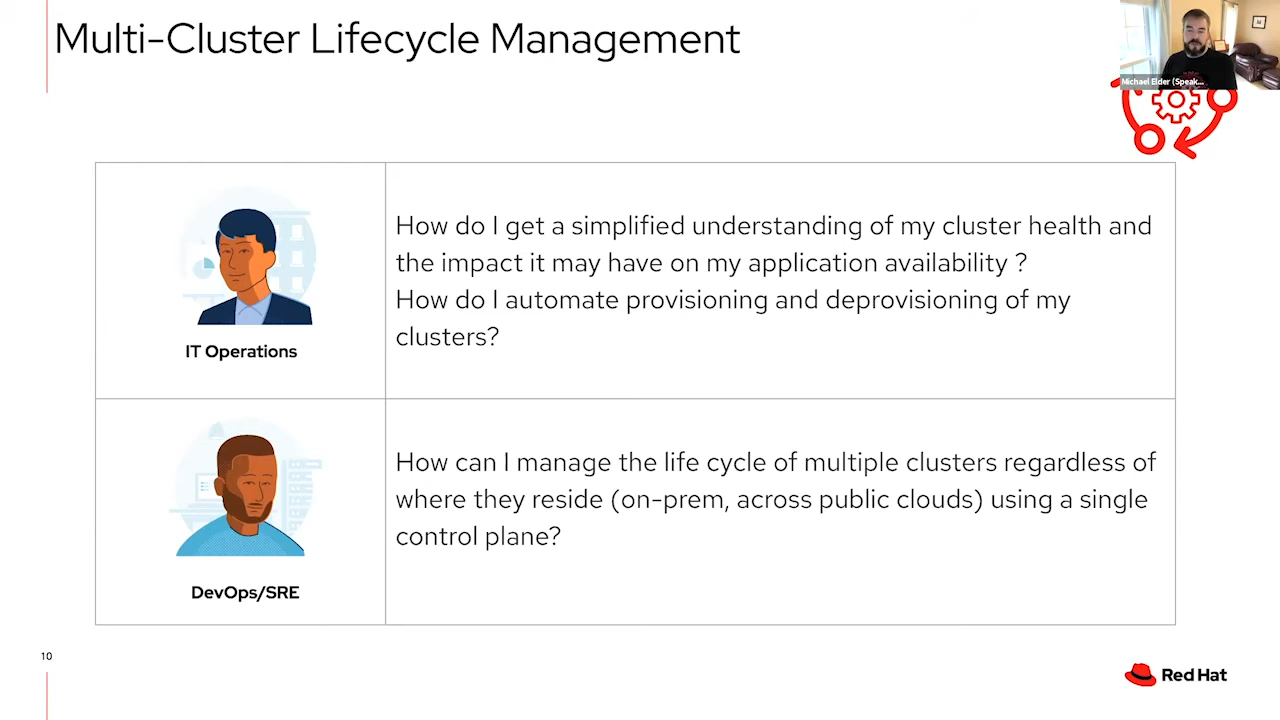 Multi-Cluster Lifecycle Management
Michael Elder (Speak...
How do I get a simplified understanding of my cluster health and
the impact it may have on my application availability ?
How do I automate provisioning and deprovisioning of my
clusters?
IT Operations
How can I manage the life cycle of multiple clusters regardless of
where they reside (on-prem, across public clouds) using a single
control plane?
DevOps/SRE
10
Red Hat